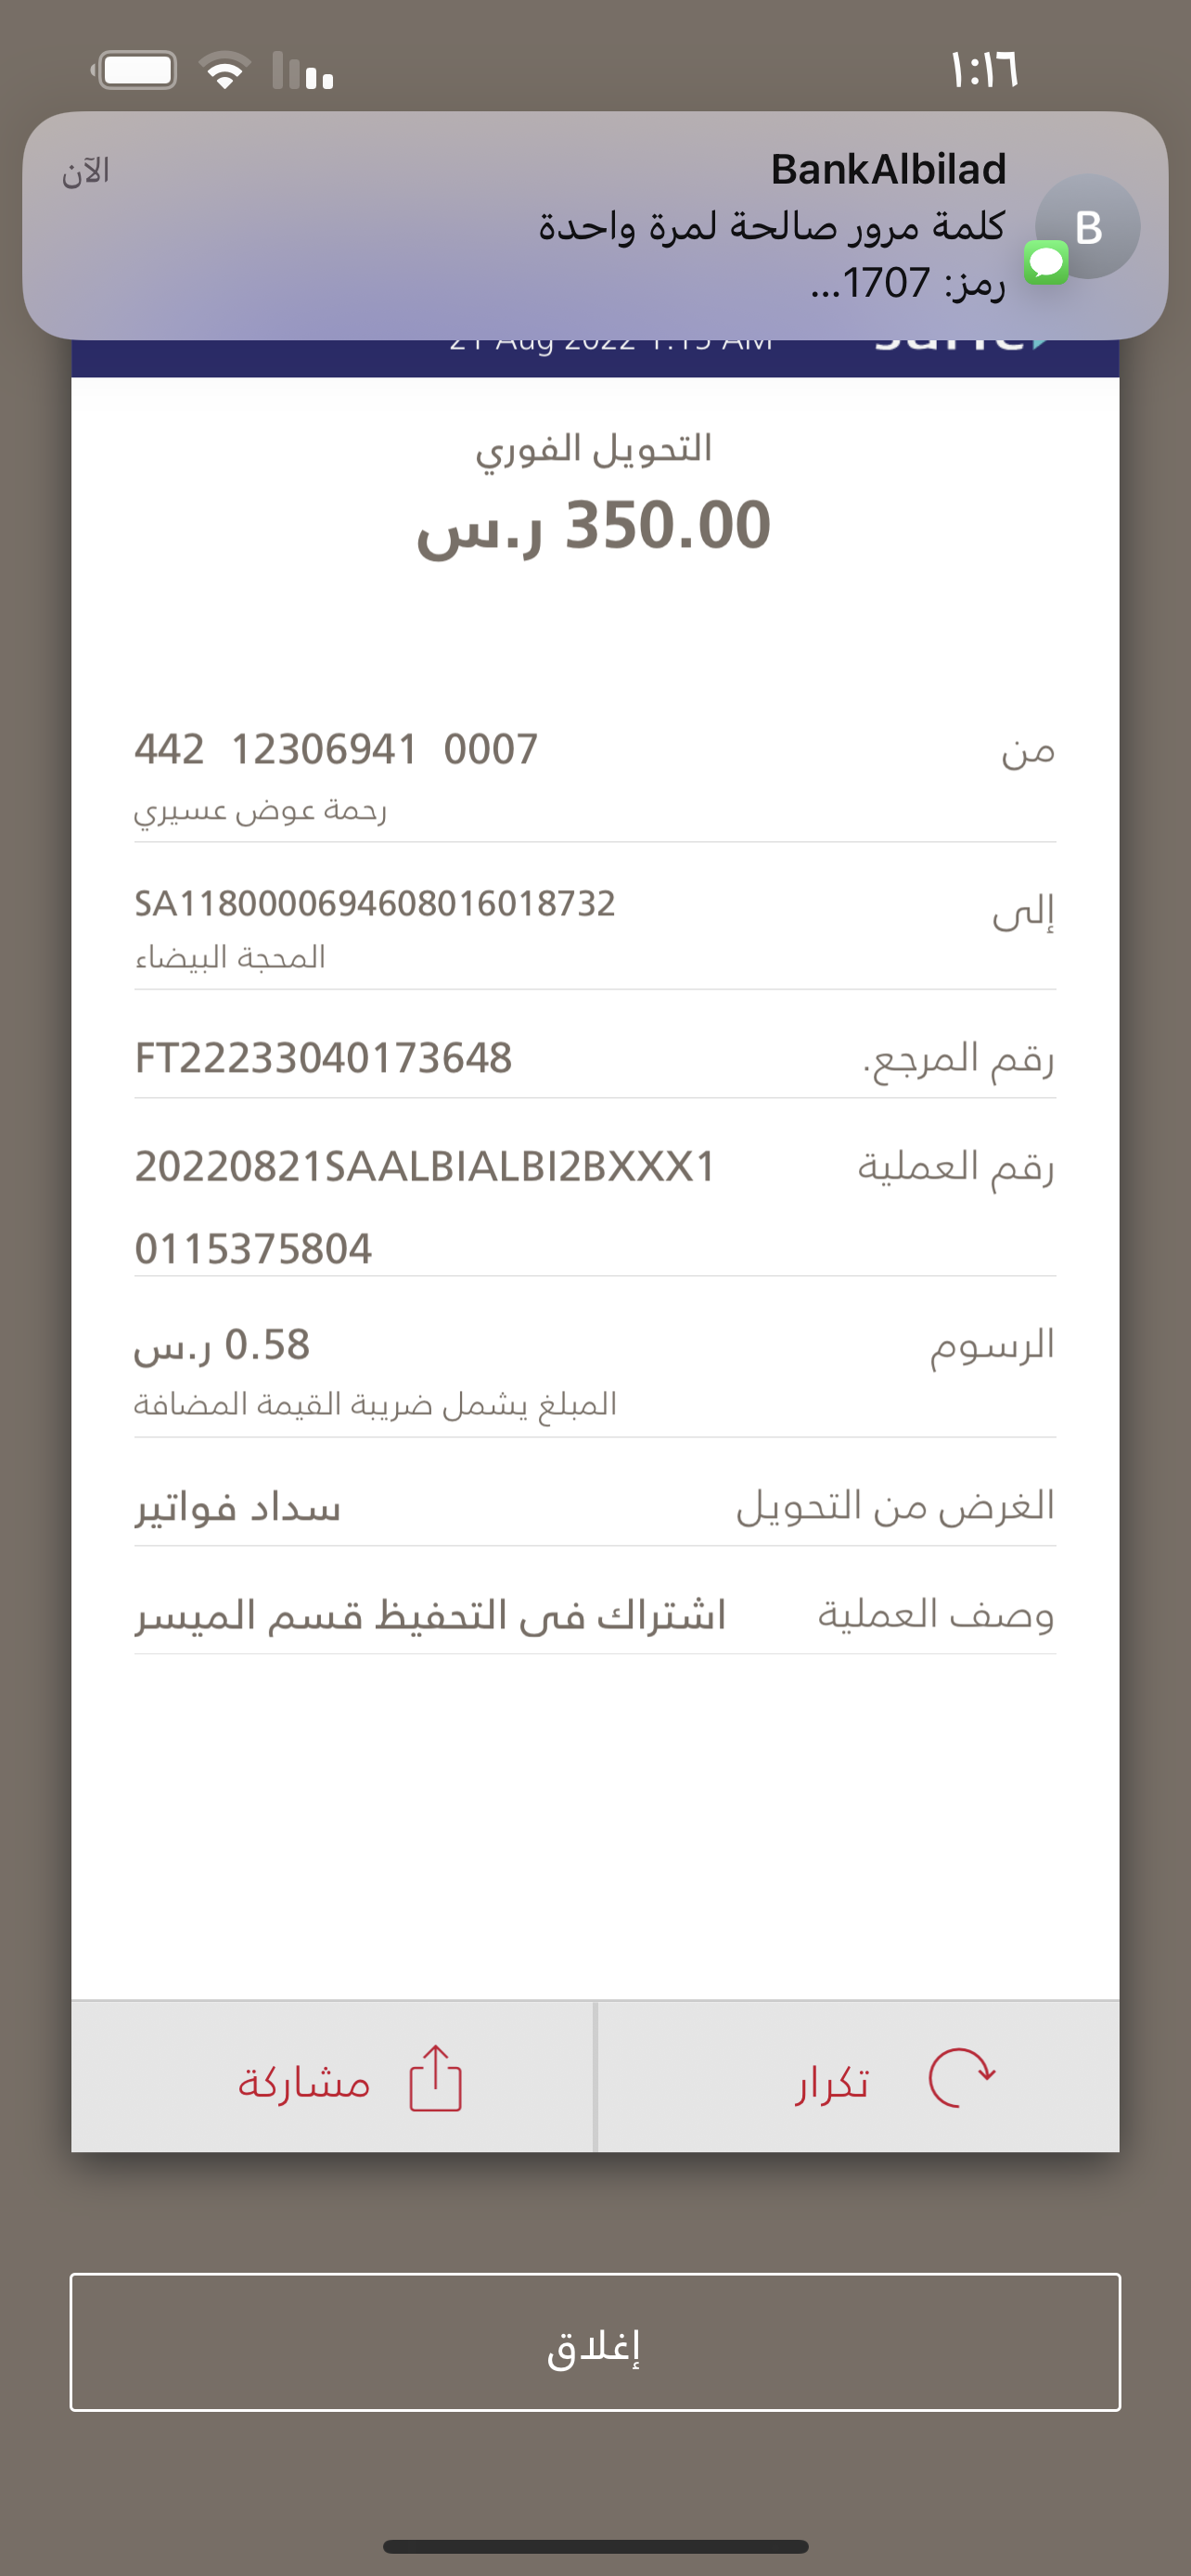 ١:١٦
BankAlbilad
الآن
كلمة مرور صالحة لمرة واحدة
رمز: 1707...
B
21 Aug 2022 1:15 AM
التحويل الفوري
350.00 ر.س
من
442 12306941 0007
رحمة عوض عسيري
إلى
SA1180000694608016018732
المحجة البيضاء
رقم المرجع.
FT22233040173648
رقم العملية
20220821SAALBIALBI2BXXX1
0115375804
الرسوم
0.58 ر.س
المبلغ يشمل ضريبة القيمة المضافة
الغرض من التحويل
سداد فواتير
وصف العملية
اشتراك فى التحفيظ قسم الميسر
تكرار
مشاركة
إغلاق